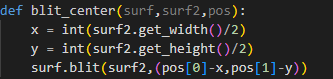 def blit_center(surf,surf2,pos):
    x = int(surf2.get_width()/2)
    y = int(surf2.get_height()/2)
    surf.blit(surf2,(pos[0]-x,pos[1]-y))